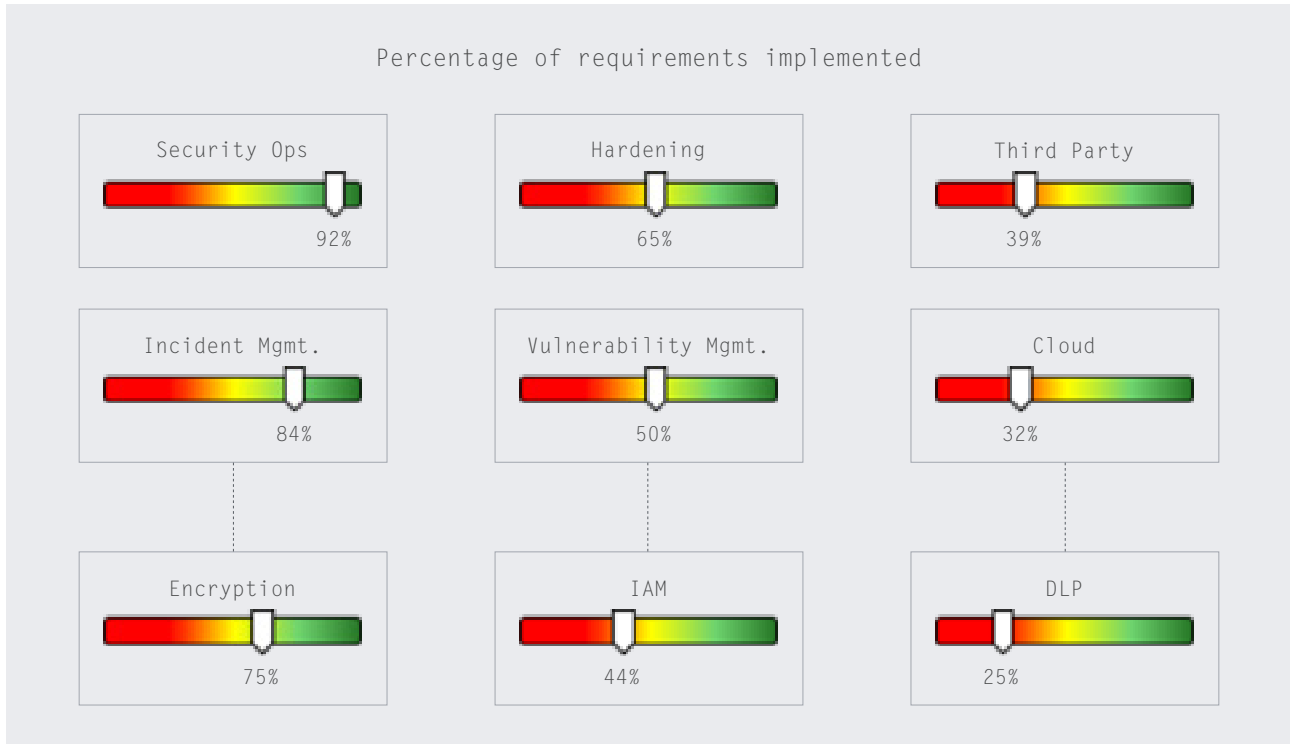 Percentage of requirements implemented
Security Ops
92%
Hardening
65%
Third Party
39%
Incident Mgmt.
84%
Vulnerability Mgmt.
50%
Cloud
32%
Encryption
75%
IAM
44%
DLP
25%